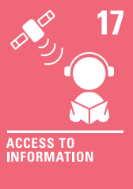 17
ACCESS TO
INFORMATION